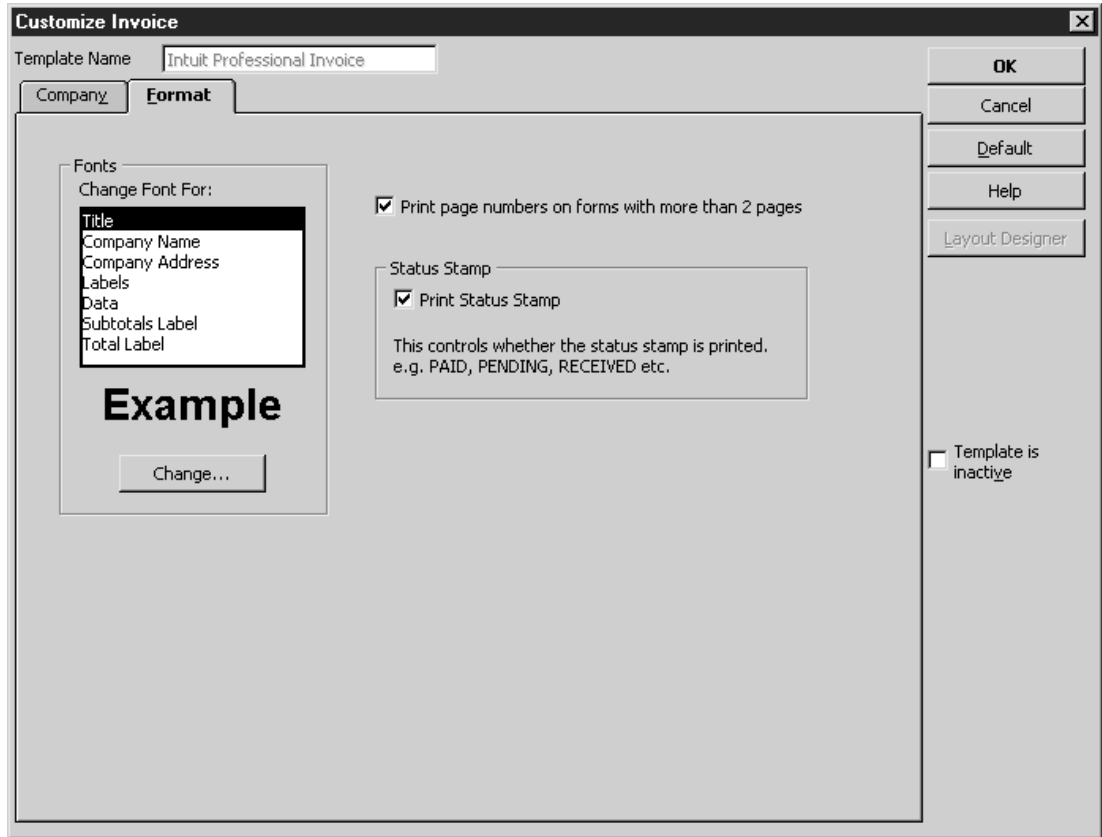 Customize Invoice
Template Name
Intuit Professional Invoice
OK
Company
Format
Cancel
Default
Help
Layout Designer
Fonts
Change Font For:
Title
Company Name
Company Address
Labels
Data
Subtotals Label
Total Label
Example
Change...
Print page numbers on forms with more than 2 pages
Status Stamp
Print Status Stamp
This controls whether the status stamp is printed.
e.g. PAID, PENDING, RECEIVED etc.
Template is
inactive